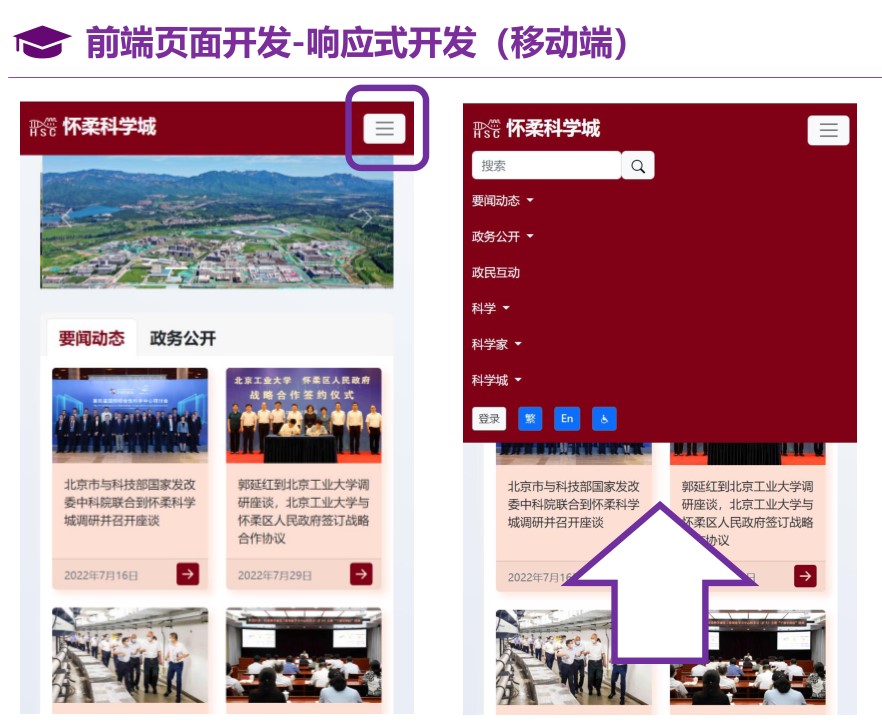 前端页面开发-响应式开发（移动端）
HSC 怀柔科学城
要闻动态 政务公开
北京工业大学 怀柔区人民政府
战略合作签约仪式
北京市与科技部国家发改
委中科院联合到怀柔科学
城调研并召开座谈
2022年7月16日
郭延红到北京工业大学调
研座谈，北京工业大学与
怀柔区人民政府签订战略
合作协议
2022年7月29日
HSC 怀柔科学城
搜索
要闻动态
政务公开
政民互动
科学
科学家
科学城
登录 繁 En
北京市与科技部国家发改
委中科院联合到怀柔科学
城调研并召开座谈
2022年7月16
郭延红到北京工业大学调
研座谈，北京工业大学与
怀柔区人民政府签订战略
协议
日